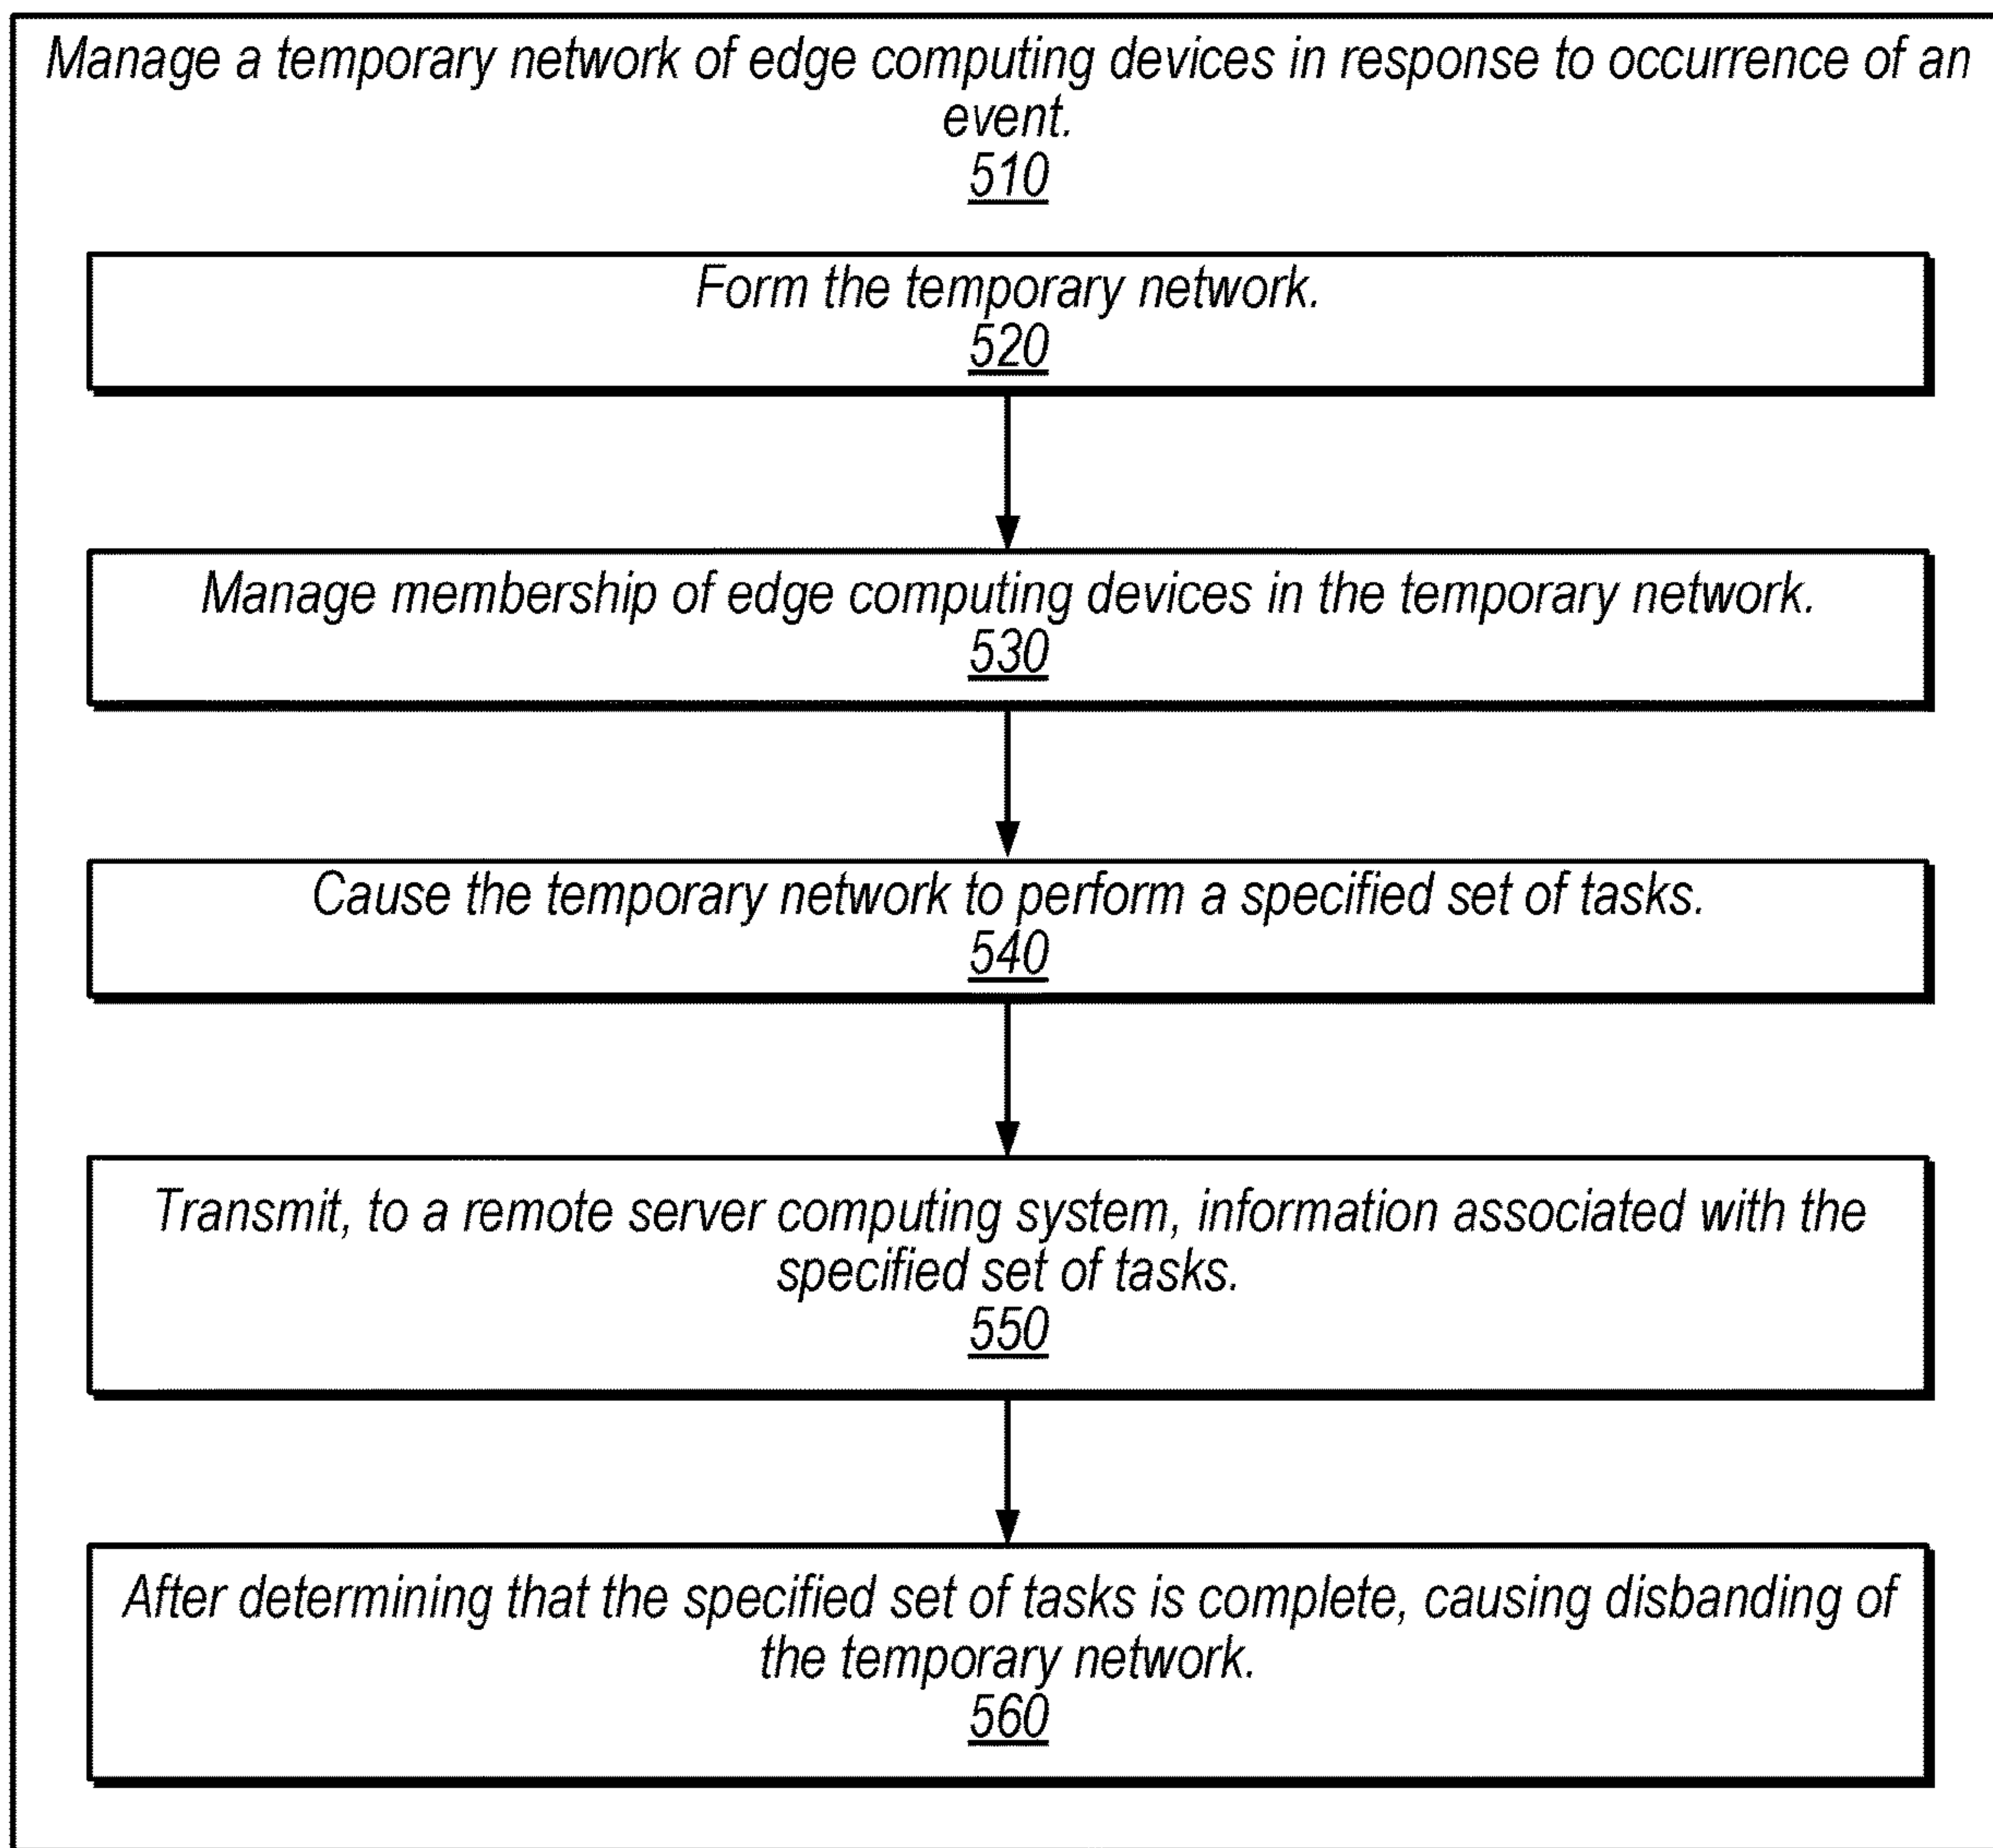 Manage a temporary network of edge computing devices in response to occurrence of an
event.
510
Form the temporary network.
520
Manage membership of edge computing devices in the temporary network.
530
Cause the temporary network to perform a specified set of tasks.
540
Transmit, to a remote server computing system, information associated with the
specified set of tasks.
550
After determining that the specified set of tasks is complete, causing disbanding of
the temporary network.
560